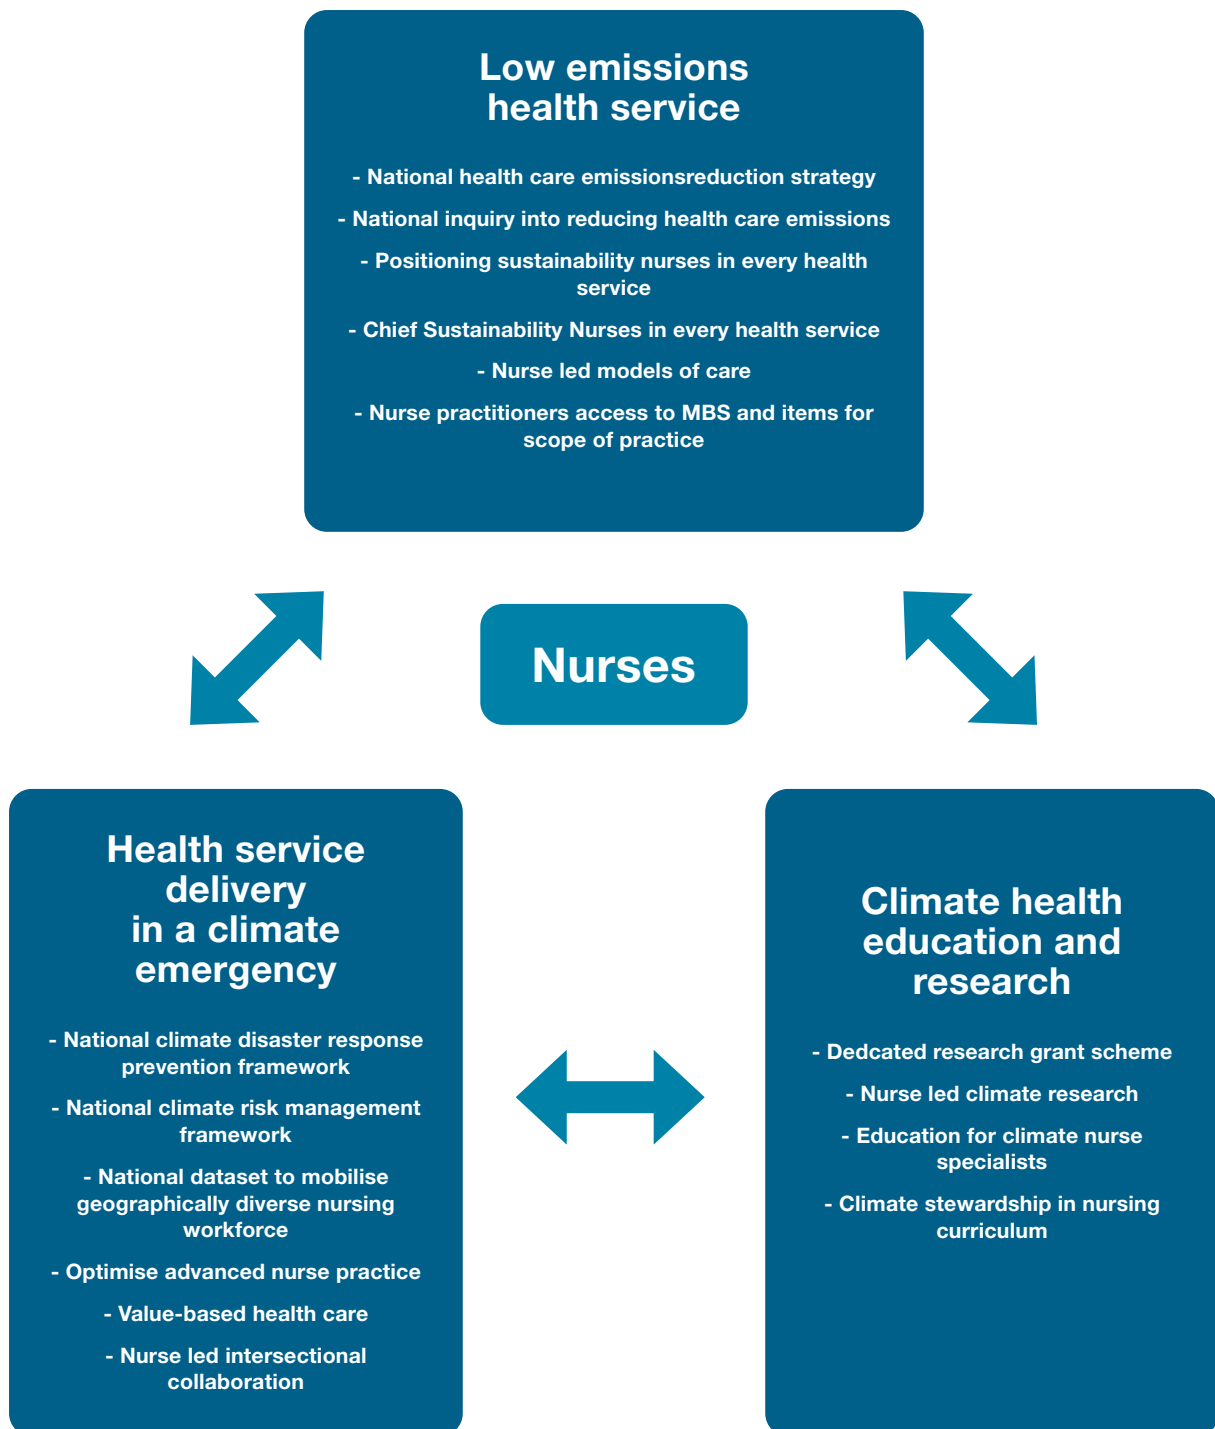 Low emissions
health service
- National health care emissionsreduction strategy
- National inquiry into reducing health care emissions
- Positioning sustainability nurses in every health
service
- Chief Sustainability Nurses in every health service
- Nurse led models of care
- Nurse practitioners access to MBS and items for
scope of practice
Nurses
Health service
delivery
in a climate
emergency
- National climate disaster response
prevention framework
- National climate risk management
framework
- National dataset to mobilise
geographically diverse nursing
workforce
- Optimise advanced nurse practice
- Value-based health care
- Nurse led intersectional
collaboration
Climate health
education and
research
- Dedcated research grant scheme
- Nurse led climate research
- Education for climate nurse
specialists
- Climate stewardship in nursing
curriculum